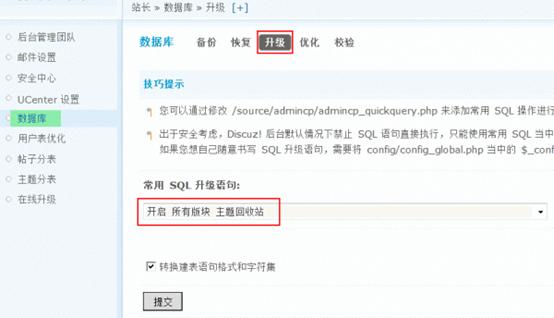 站长 » 数据库 » 升级 [+]
后台管理团队
邮件设置
安全中心
UCenter 设置
数据库
用户表优化
帖子分表
主题分表
在线升级
数据库 备份 恢复 升级 优化 校验
技巧提示
您可以通过修改 /source/admincp/admincp_quickquery.php 来添加常用 SQL 操作进行
出于安全考虑，Discuz! 后台默认情况下禁止 SQL 语句直接执行，只能使用常用 SQL 当中
如果您想自己随意书写 SQL 升级语句，需要将 config/config_global.php 当中的 $_conf
常用 SQL 升级语句:
开启 所有版块 主题回收站
转换建表语句格式和字符集
提交